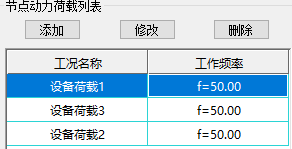 节点动力荷载列表
添加 修改 删除
工况名称 工作频率
设备荷载1 f=50.00
设备荷载3 f=50.00
设备荷载2 f=50.00